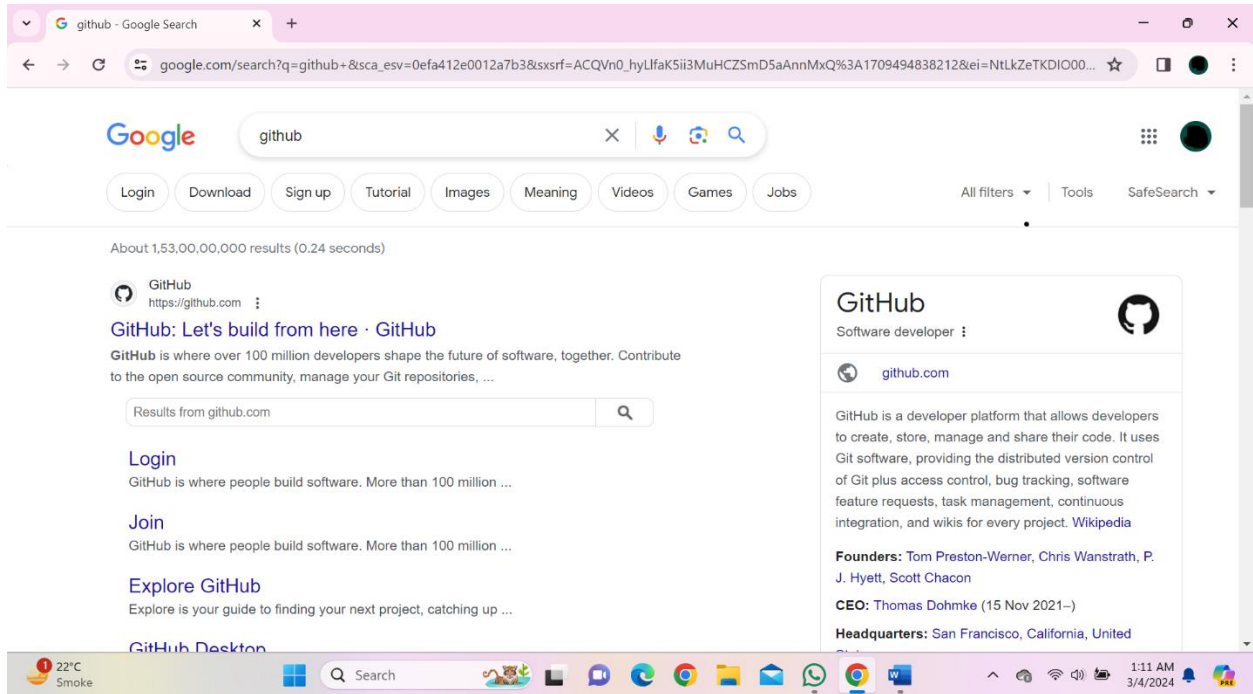 github - Google Search
google.com/search?q=github+&sca_esv=0efa412e0012a7b3&sxsrf=ACQVn0_hyLlfaK5ii3MuHCZSmD5aAnnMxQ%3A1709494838212&ei=NtLkZeTKDIO00...
Google
github
Login Download Sign up Tutorial Images Meaning Videos Games Jobs All filters Tools SafeSearch
About 1,53,00,00,000 results (0.24 seconds)
GitHub
https://github.com
GitHub: Let's build from here · GitHub
GitHub is where over 100 million developers shape the future of software, together. Contribute
to the open source community, manage your Git repositories, ...
Results from github.com
Login
GitHub is where people build software. More than 100 million ...
Join
GitHub is where people build software. More than 100 million ...
Explore GitHub
Explore is your guide to finding your next project, catching up ...
GitHub Desktop
GitHub
Software developer
github.com
GitHub is a developer platform that allows developers
to create, store, manage and share their code. It uses
Git software, providing the distributed version control
of Git plus access control, bug tracking, software
feature requests, task management, continuous
integration, and wikis for every project. Wikipedia
Founders: Tom Preston-Werner, Chris Wanstrath, P.
J. Hyett, Scott Chacon
CEO: Thomas Dohmke (15 Nov 2021–)
Headquarters: San Francisco, California, United
1
22°C
Smoke
Search
1:11 AM
3/4/2024
PRE